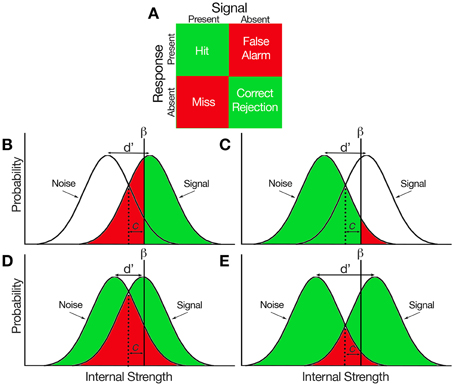 A
Signal
Present Absent
Response
Present
Absent
Hit
False
Alarm
Miss
Correct
Rejection
B
β
d'
Noise
Signal
c
Probability
C
β
d'
Noise
Signal
c
D
β
d'
Noise
Signal
c
Probability
Internal Strength
E
β
d'
Noise
Signal
c
Internal Strength